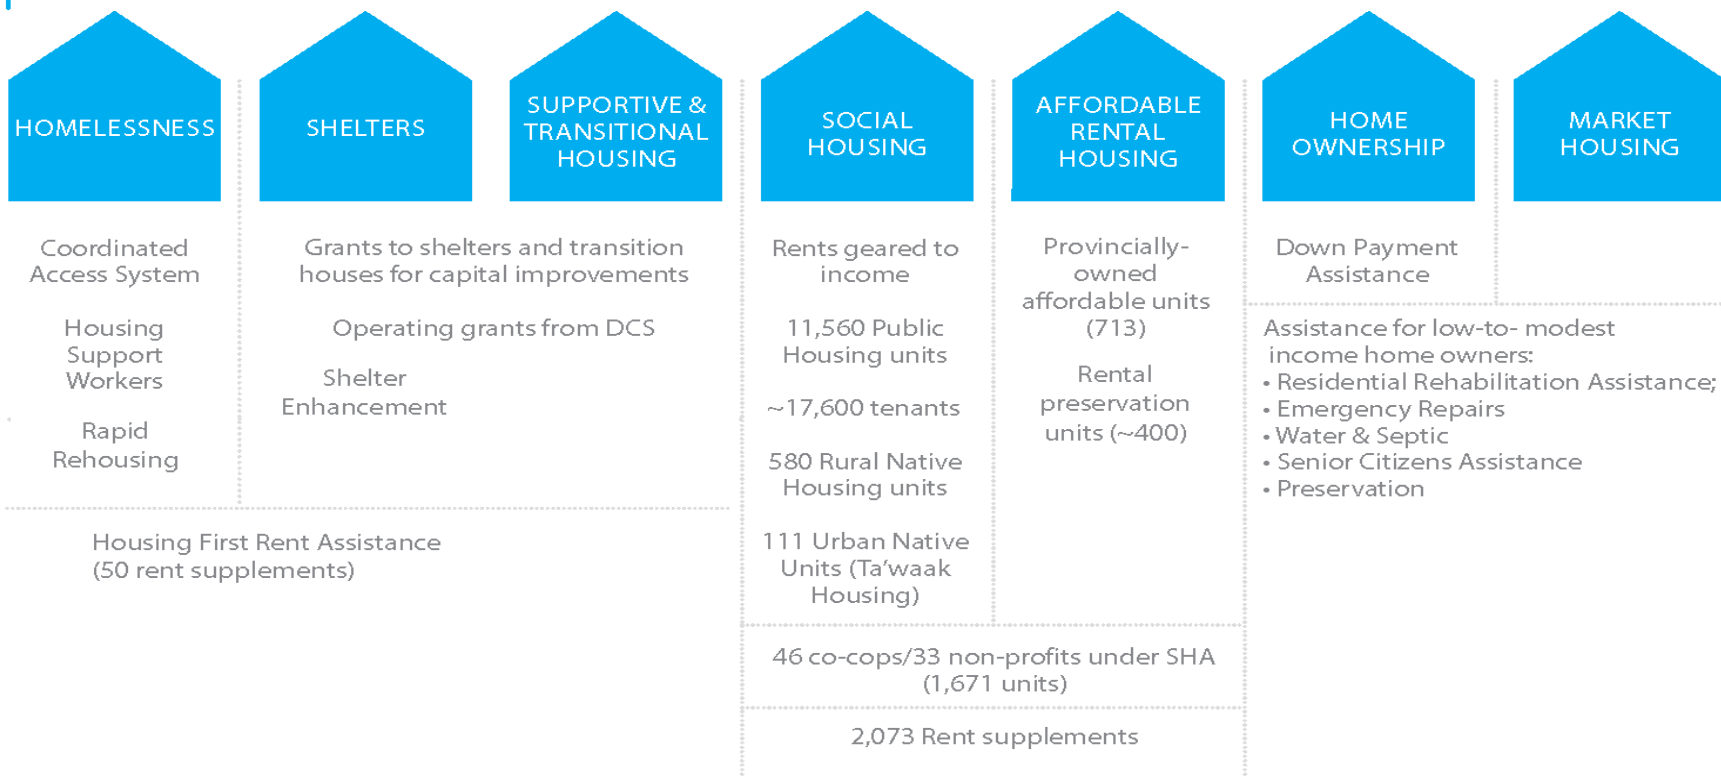 HOMELESSNESS
SHELTERS
SUPPORTIVE &
TRANSITIONAL
HOUSING
SOCIAL
HOUSING
AFFORDABLE
RENTAL
HOUSING
HOME
OWNERSHIP
MARKET
HOUSING
Coordinated
Access System
Housing
Support
Workers
Rapid
Rehousing
Grants to shelters and transition
houses for capital improvements
Operating grants from DCS
Shelter
Enhancement
Housing First Rent Assistance
(50 rent supplements)
Rents geared to
income
11,560 Public
Housing units
~17,600 tenants
580 Rural Native
Housing units
111 Urban Native
Units (Ta’waak
Housing)
Provincially-
owned
affordable units
(713)
Rental
preservation
units (~400)
46 co-cops/33 non-profits under SHA
(1,671 units)
2,073 Rent supplements
Down Payment
Assistance
Assistance for low-to- modest
income home owners:
• Residential Rehabilitation Assistance;
• Emergency Repairs
• Water & Septic
• Senior Citizens Assistance
• Preservation